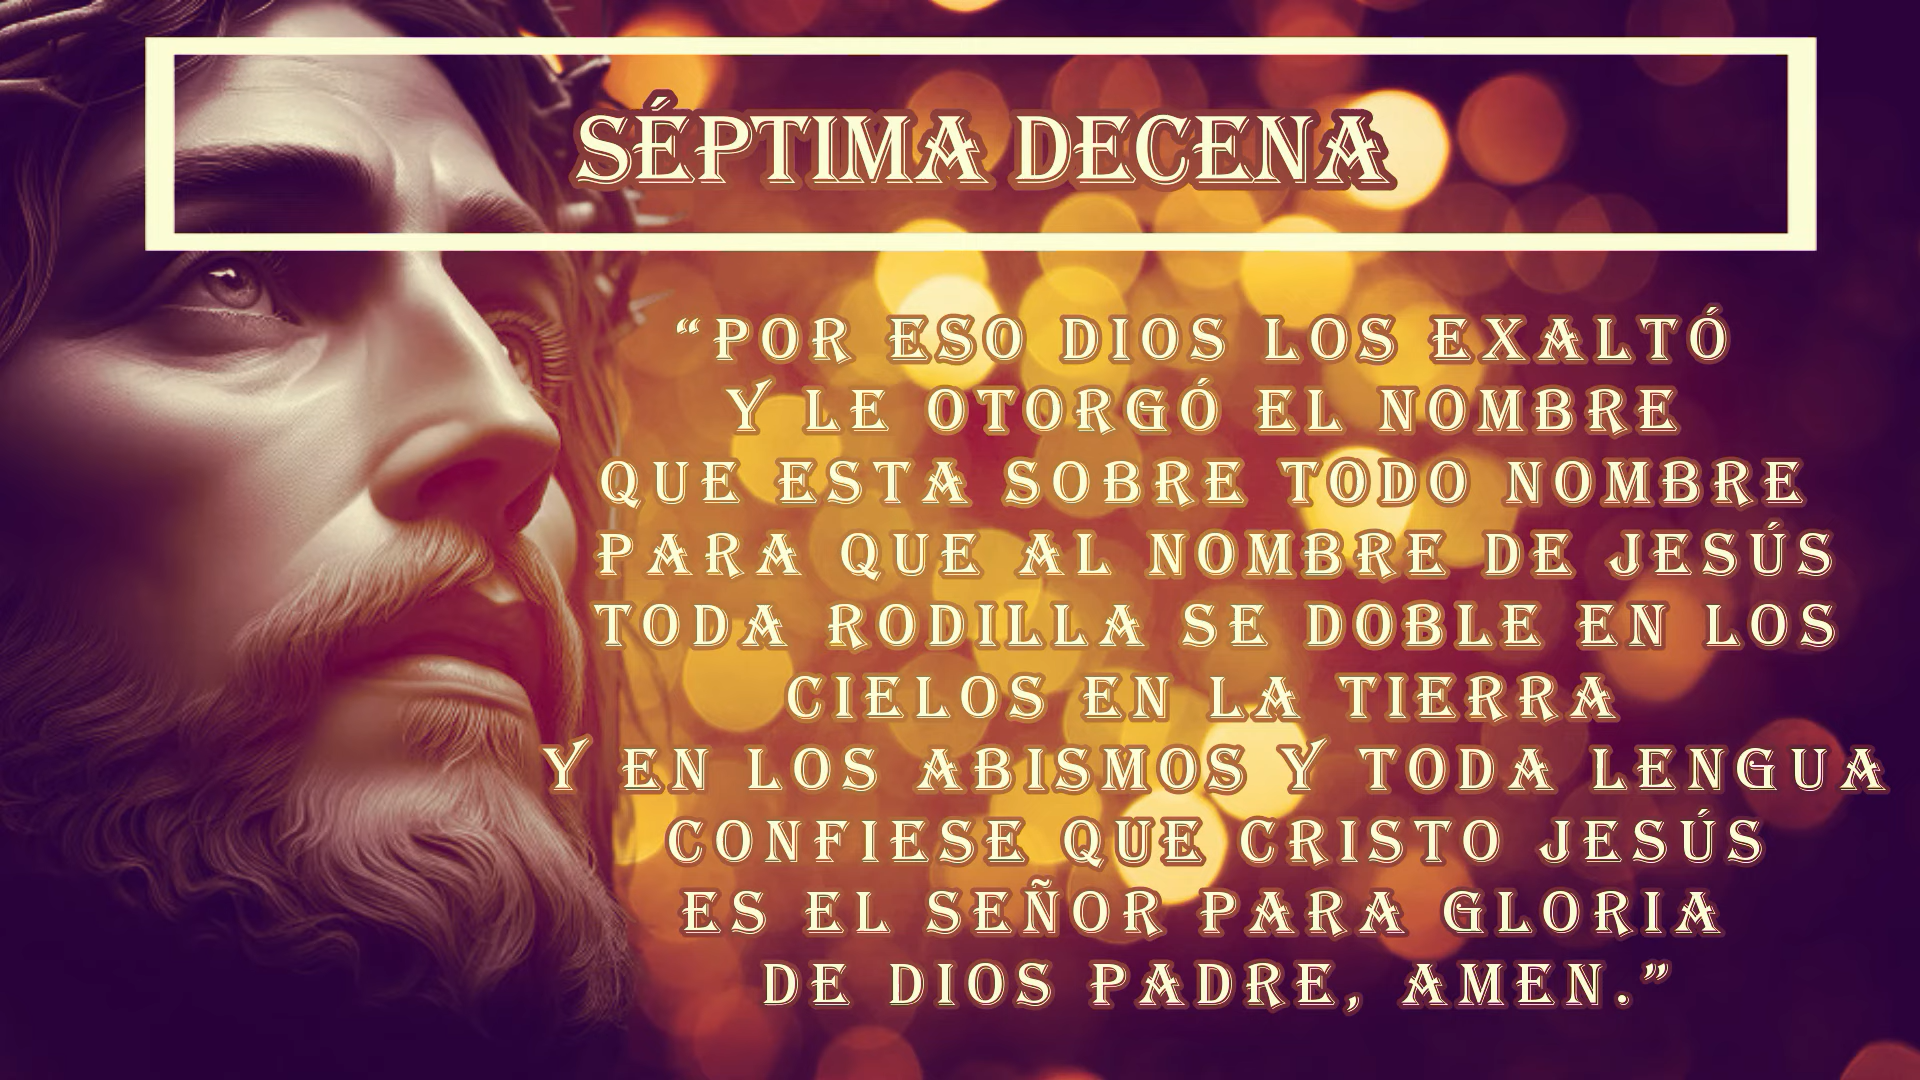 SÉPTIMA DECENA
“POR ESO DIOS LOS EXALTÓ
Y LE OTORGÓ EL NOMBRE
QUE ESTA SOBRE TODO NOMBRE
PARA QUE AL NOMBRE DE JESÚS
TODA RODILLA SE DOBLE EN LOS
CIELOS EN LA TIERRA
Y EN LOS ABISMOS Y TODA LENGUA
CONFIESE QUE CRISTO JESÚS
ES EL SEÑOR PARA GLORIA
DE DIOS PADRE, AMEN.”